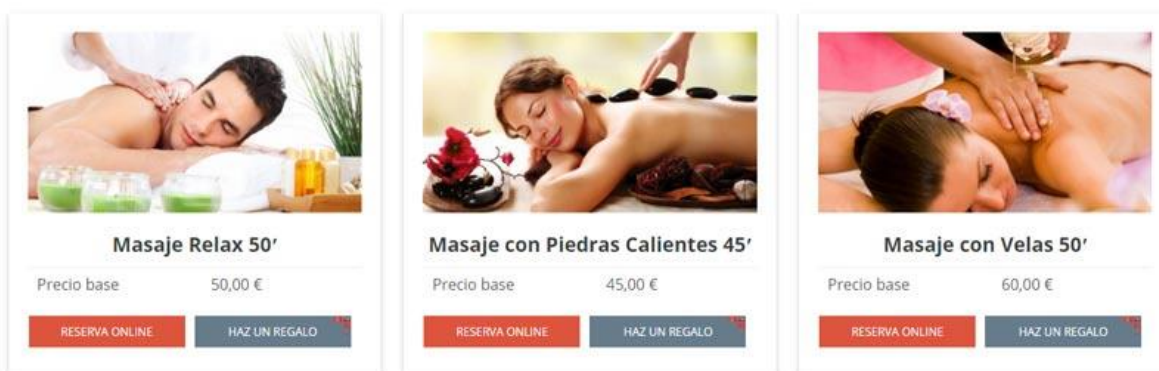 Masaje Relax 50′
Precio base 50,00 €
RESERVA ONLINE HAZ UN REGALO
Masaje con Piedras Calientes 45′
Precio base 45,00 €
RESERVA ONLINE HAZ UN REGALO
Masaje con Velas 50′
Precio base 60,00 €
RESERVA ONLINE HAZ UN REGALO